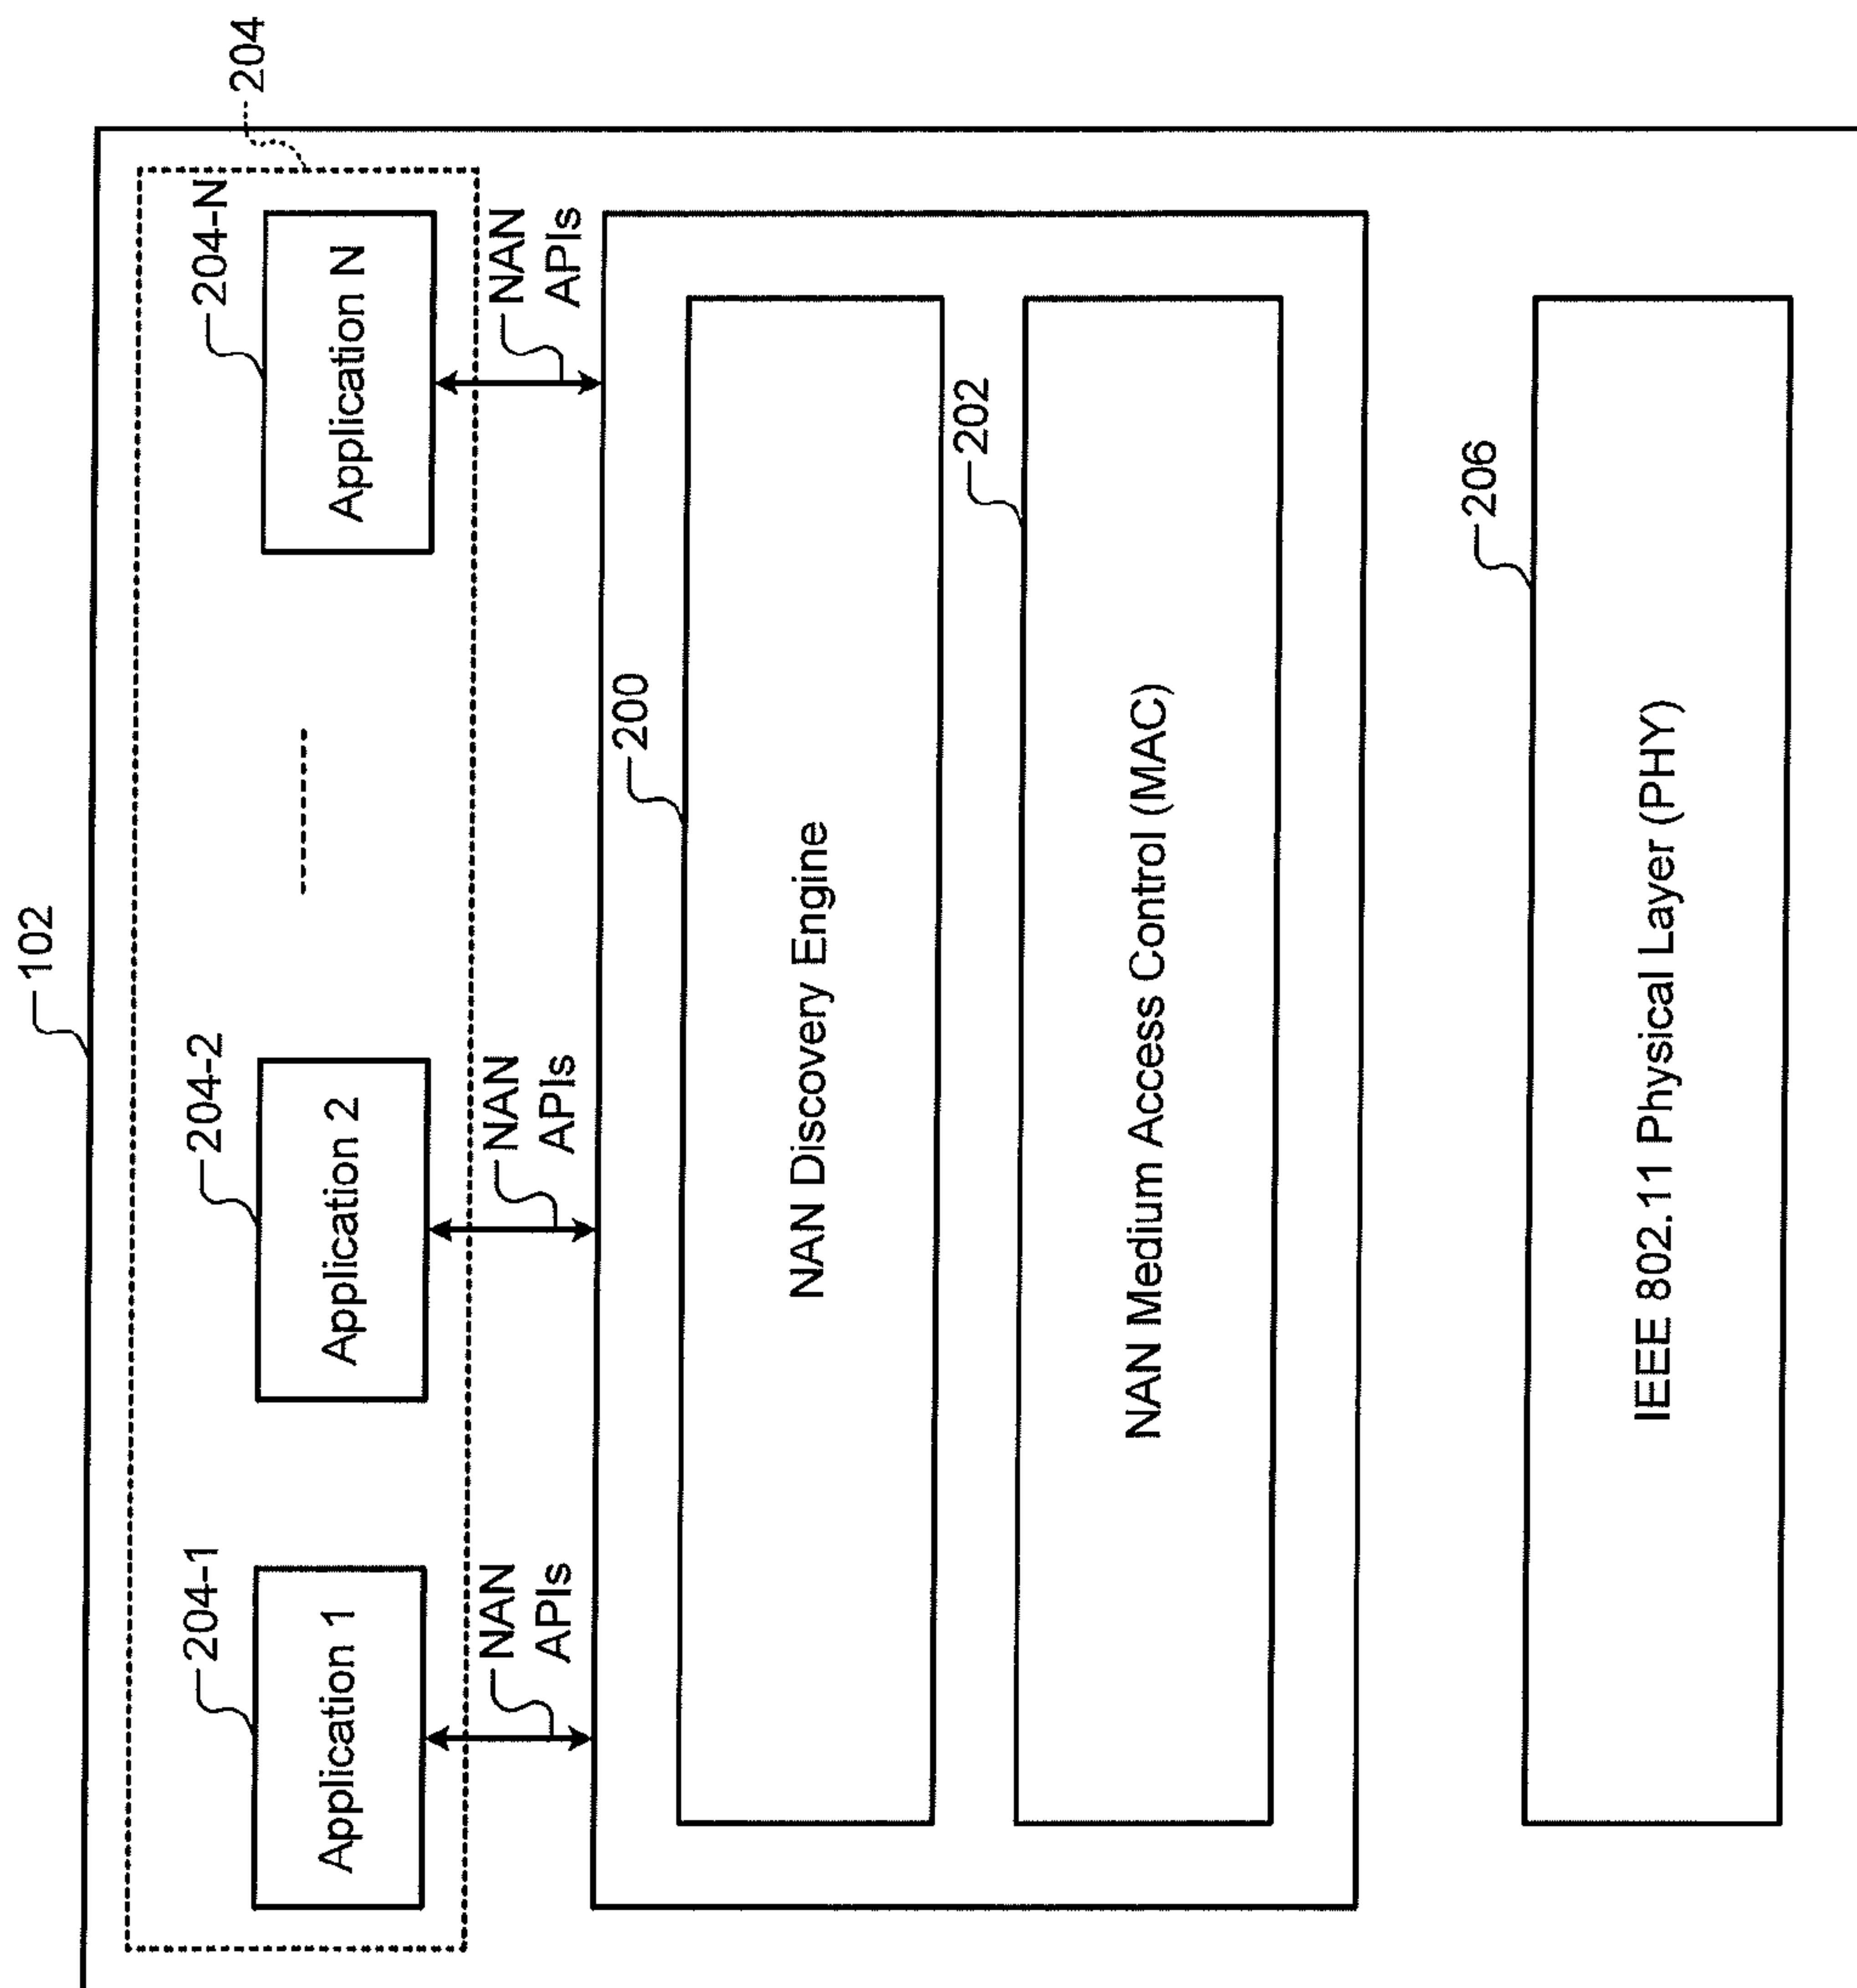 102
204
204-1
204-2
204-N
Application 1
Application 2
Application N
NAN
APIs
NAN
APIs
NAN
APIs
200
NAN Discovery Engine
202
NAN Medium Access Control (MAC)
206
IEEE 802.11 Physical Layer (PHY)